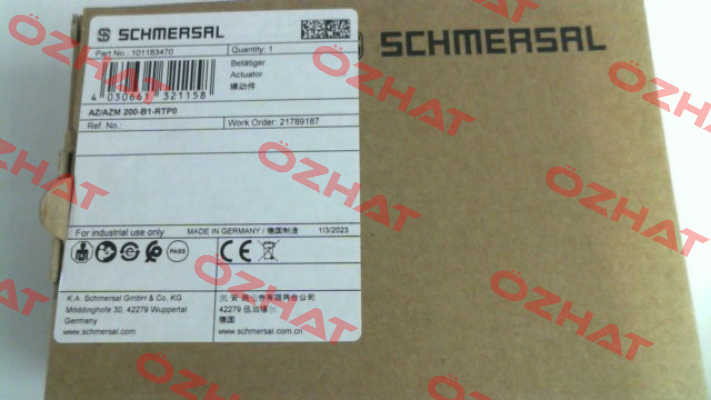 SCHMERSAL
Part No. 101183470
Quantity: 1
Betätiger
Actuator
4 030661 321158
AZ/AZM 200-B1-RTP0
Ref. No.:
Work Order: 21789187
For industrial use only
MADE IN GERMANY / 德国制造
1/3/2023
PASS
CE
K.A. Schmersal GmbH & Co. KG
Möddinghofe 30, 42279 Wuppertal
Germany
www.schmersal.com
42279
德国
www.schmersal.com.cn
SCHMERSAL
ÖZHAT
ÖZHAT
ÖZHAT
ÖZHAT
ÖZHAT
ÖZHAT
ÖZHAT
ÖZHAT
ÖZHAT
ÖZHAT